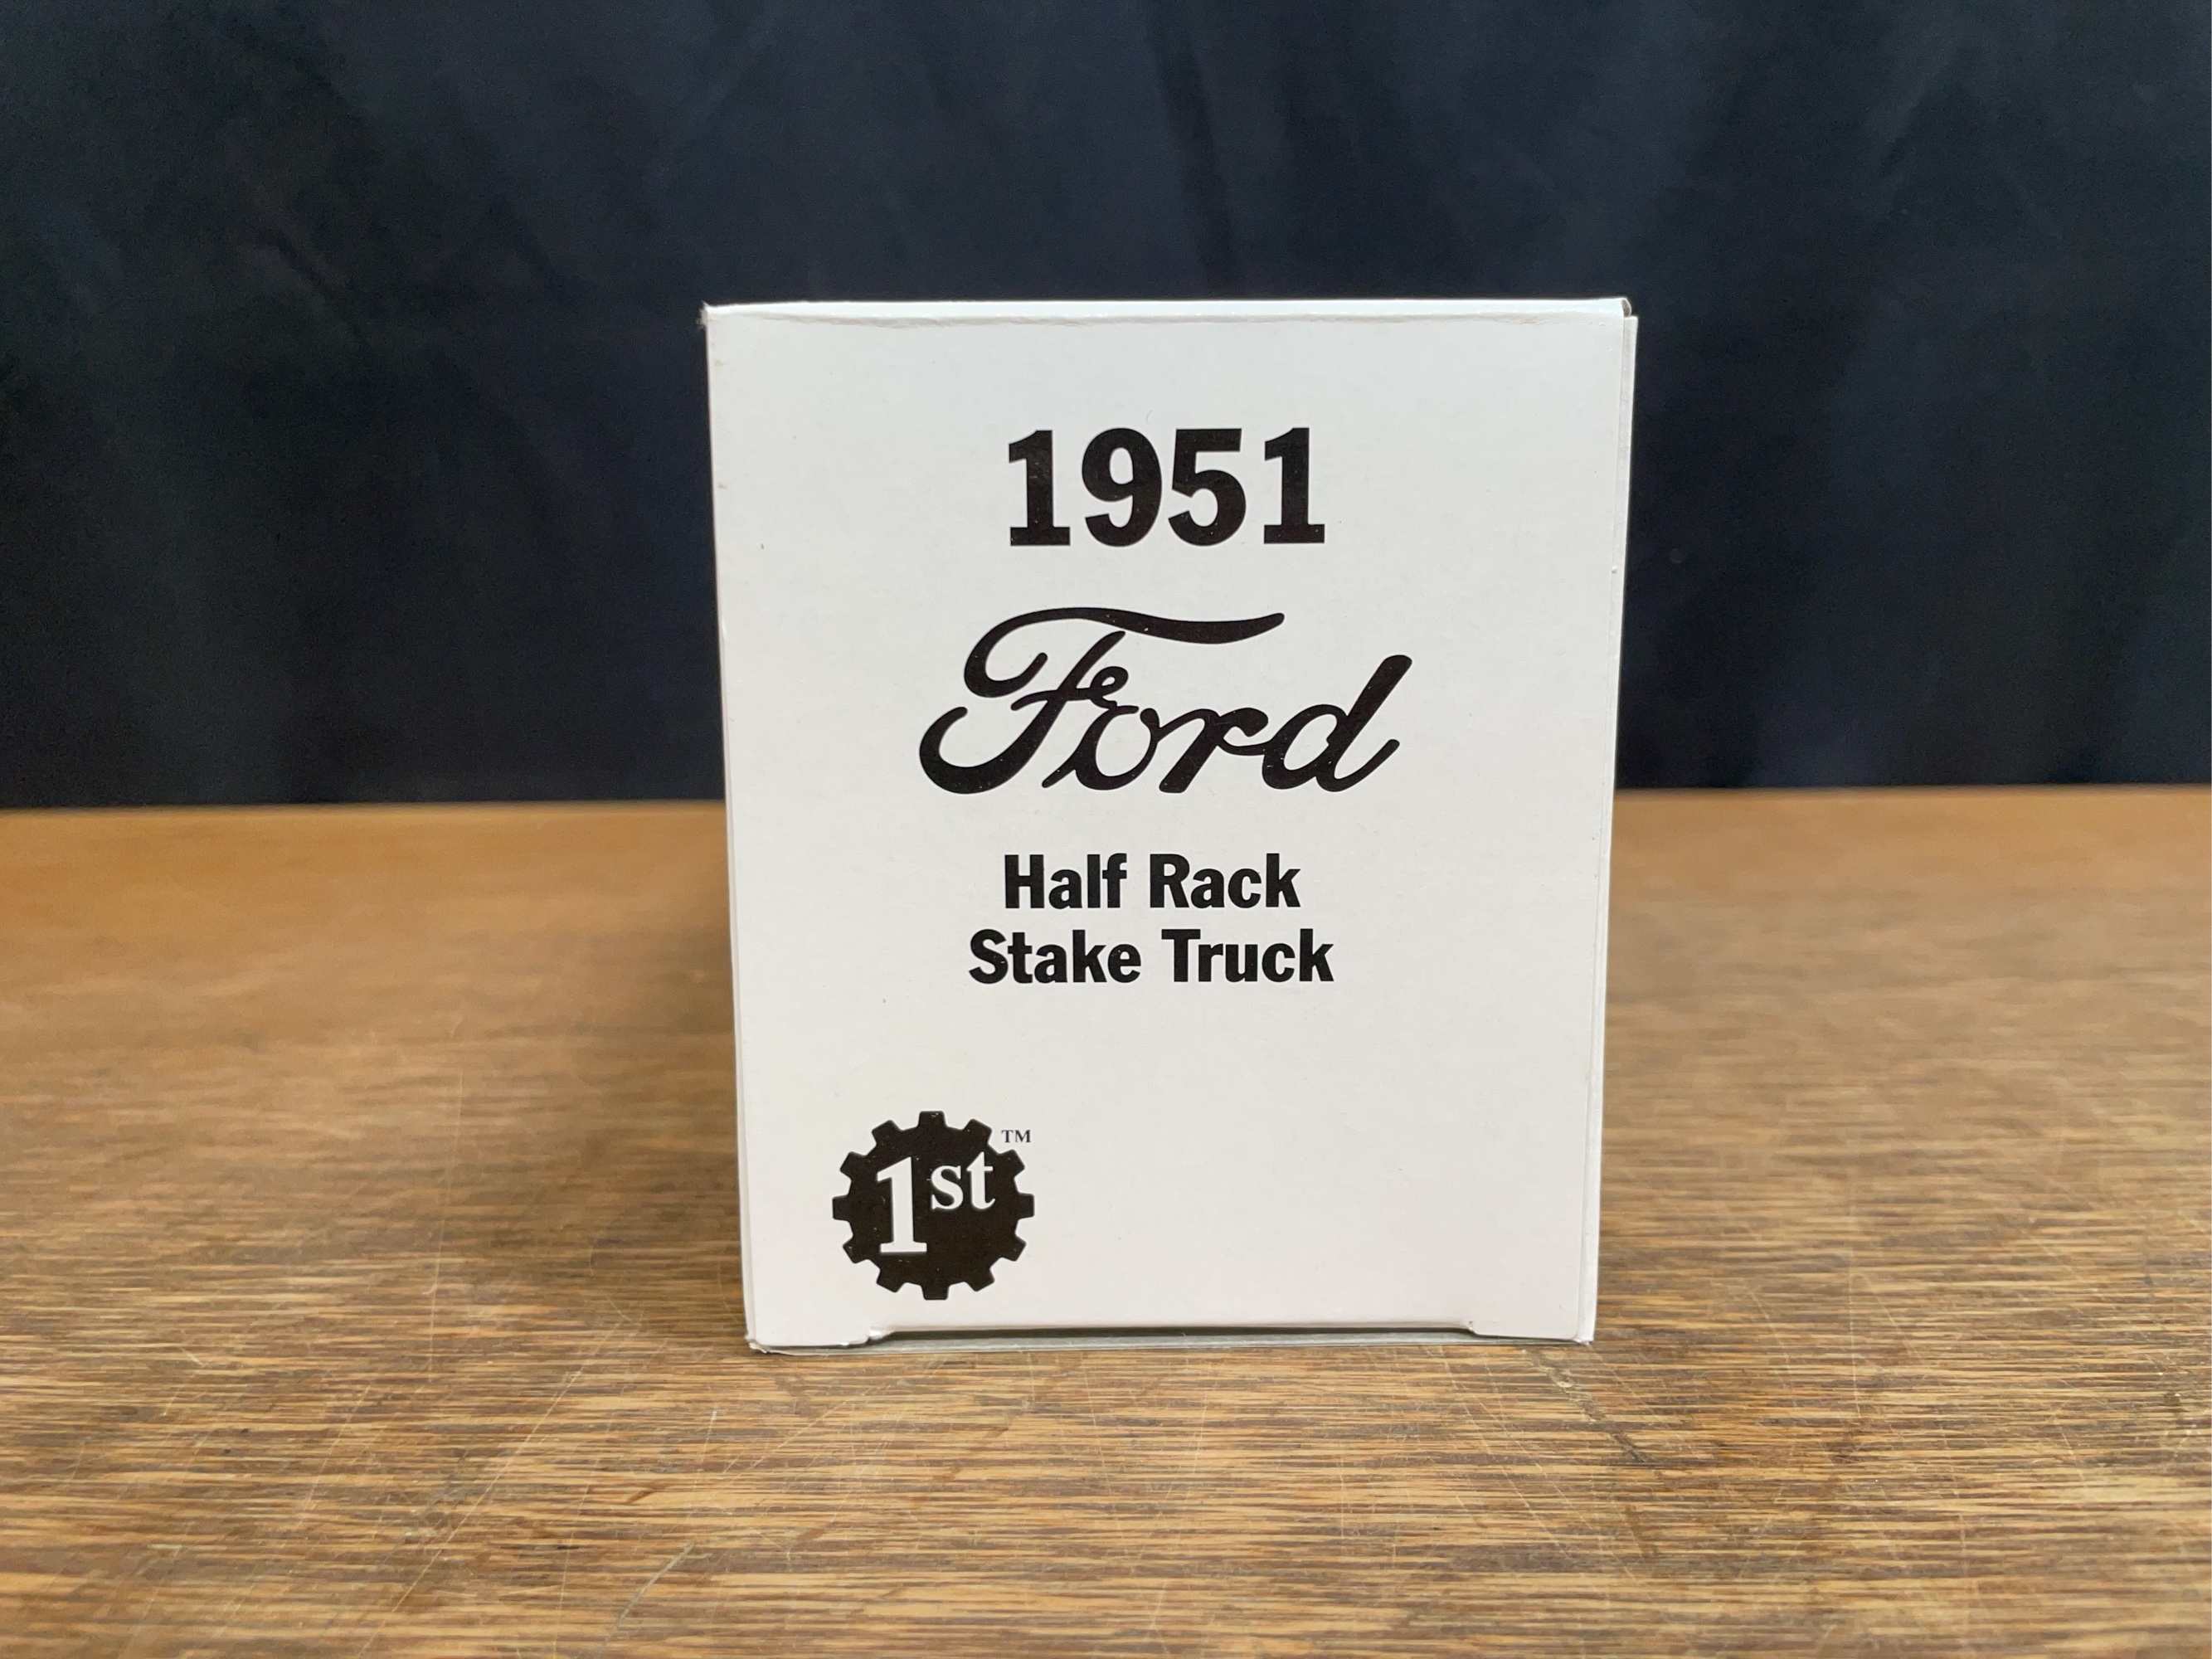 1951
Ford
Half Rack
Stake Truck
1st TM